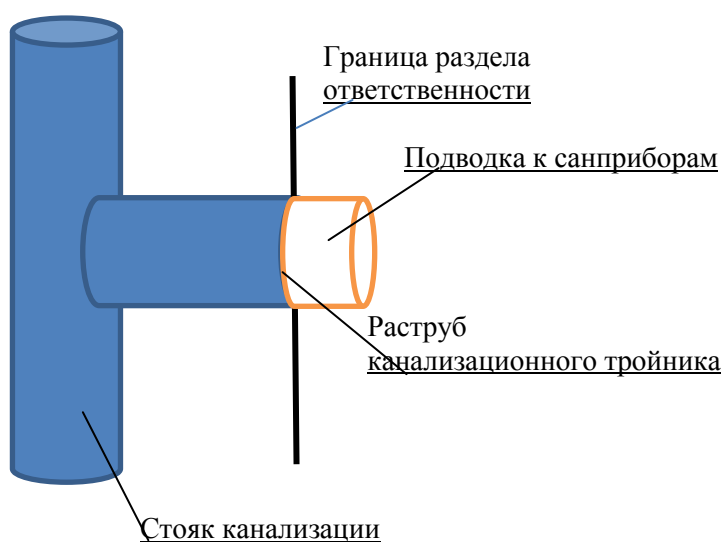 Граница раздела
ответственности
Подводка к санприборам
Раструб
канализационного тройника
Стояк канализации